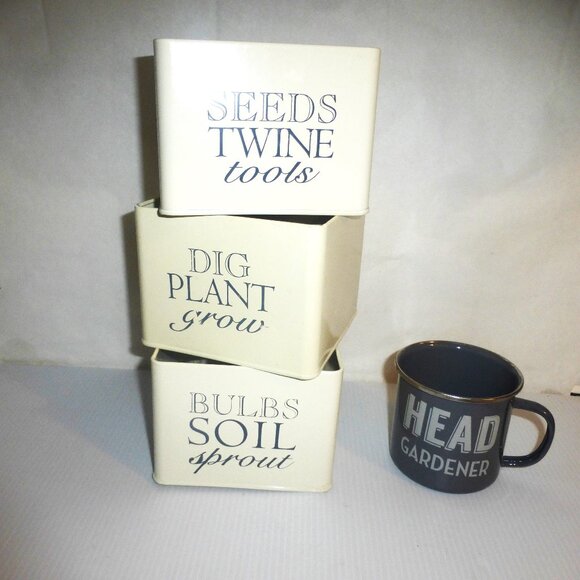 SEEDS
TWINE
tools
DIG
PLANT
grow
BULBS
SOIL
sprout
HEAD
GARDENER